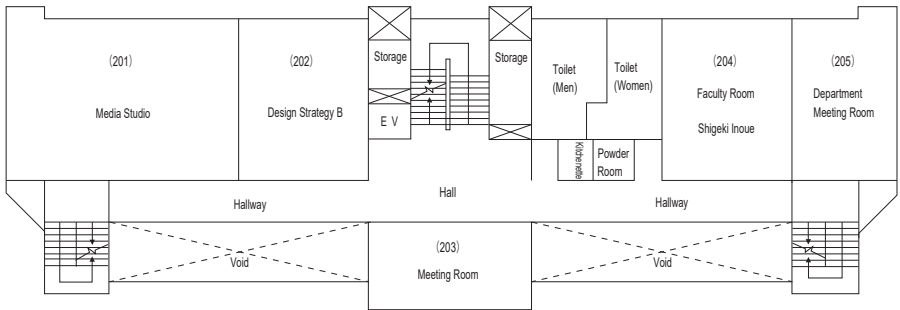 (201)
Media Studio
(202)
Design Strategy B
Storage
E V
Storage
Toilet
(Men)
Toilet
(Women)
(204)
Faculty Room
Shigeki Inoue
(205)
Department
Meeting Room
Kitchenette
Powder
Room
Hallway
Hall
Hallway
Void
(203)
Meeting Room
Void